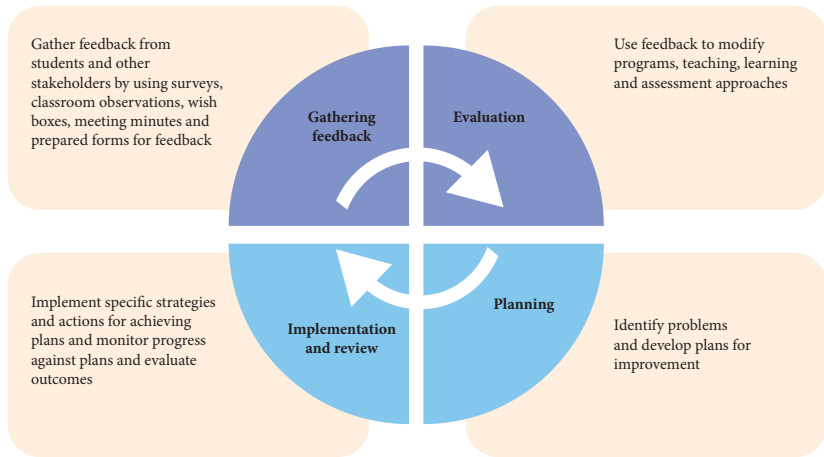 Gather feedback from
students and other
stakeholders by using surveys,
classroom observations, wish
boxes, meeting minutes and
prepared forms for feedback
Gathering
feedback
Evaluation
Use feedback to modify
programs, teaching, learning
and assessment approaches
Implement specific strategies
and actions for achieving
plans and monitor progress
against plans and evaluate
outcomes
Implementation
and review
Planning
Identify problems
and develop plans for
improvement